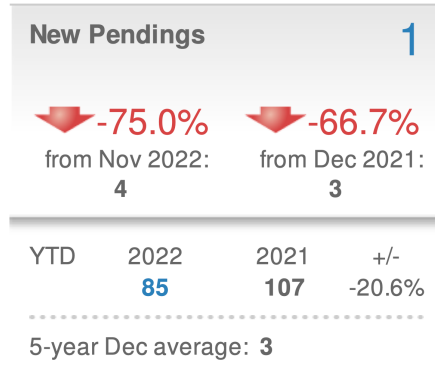 New Pendings 1
-75.0% -66.7%
from Nov 2022: from Dec 2021:
4 3
YTD 2022 2021 +/-
85 107 -20.6%
5-year Dec average: 3